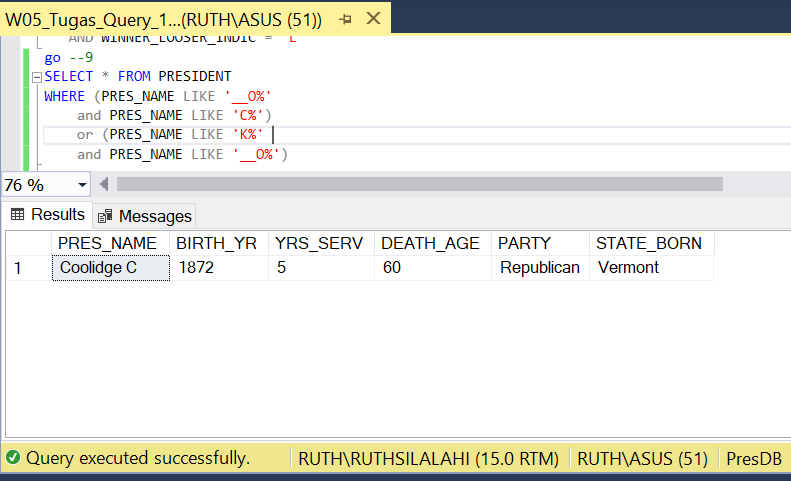 W05_Tugas_Query_1...(RUTH\ASUS (51))
AND WINNER_LOOSER_INDIC = 'L'
go --9
SELECT * FROM PRESIDENT
WHERE (PRES_NAME LIKE '__O%'
and PRES_NAME LIKE 'C%')
or (PRES_NAME LIKE 'K%'
and PRES_NAME LIKE '__O%')
76 %
Results Messages
PRES_NAME BIRTH_YR YRS_SERV DEATH_AGE PARTY STATE_BORN
1 Coolidge C 1872 5 60 Republican Vermont
Query executed successfully. RUTH\RUTHSILALAHI (15.0 RTM) RUTH\ASUS (51) PresDB